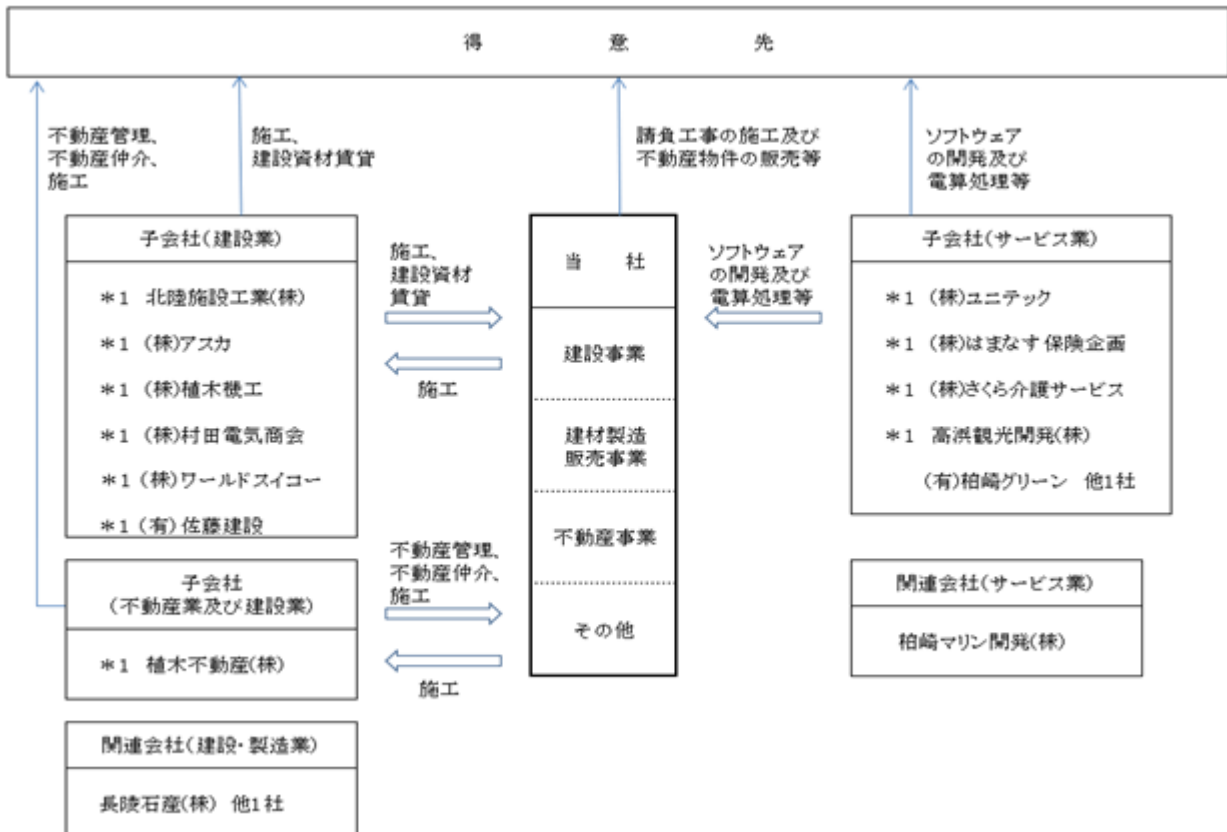 得 意 先
不動産管理、
不動産仲介、
施工
施工、
建設資材賃貸
請負工事の施工及び
不動産物件の販売等
ソフトウェア
の開発及び
電算処理等
子会社(建設業)
*1 北陸施設工業(株)
*1 (株)アスカ
*1 (株)植木機工
*1 (株)村田電気商会
*1 (株)ワールドスイコー
*1 (有)佐藤建設
施工、
建設資材
賃貸
施工
当 社
建設事業
建材製造
販売事業
不動産事業
その他
ソフトウェア
の開発及び
電算処理等
子会社(サービス業)
*1 (株)ユニテック
*1 (株)はまなす保険企画
*1 (株)さくら介護サービス
*1 高浜観光開発(株)
(有)柏崎グリーン 他1社
子会社
(不動産業及び建設業)
*1 植木不動産(株)
不動産管理、
不動産仲介、
施工
施工
関連会社(サービス業)
柏崎マリン開発(株)
関連会社(建設・製造業)
長陵石産(株) 他1社